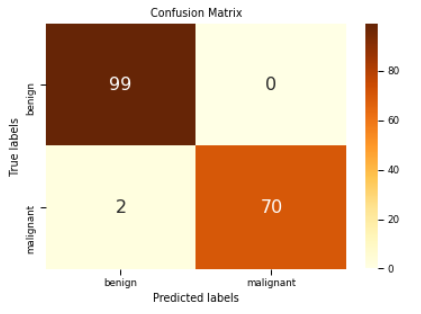 Confusion Matrix
True labels
benign
99
0
80
60
malignant
2
70
40
20
0
benign
malignant
Predicted labels